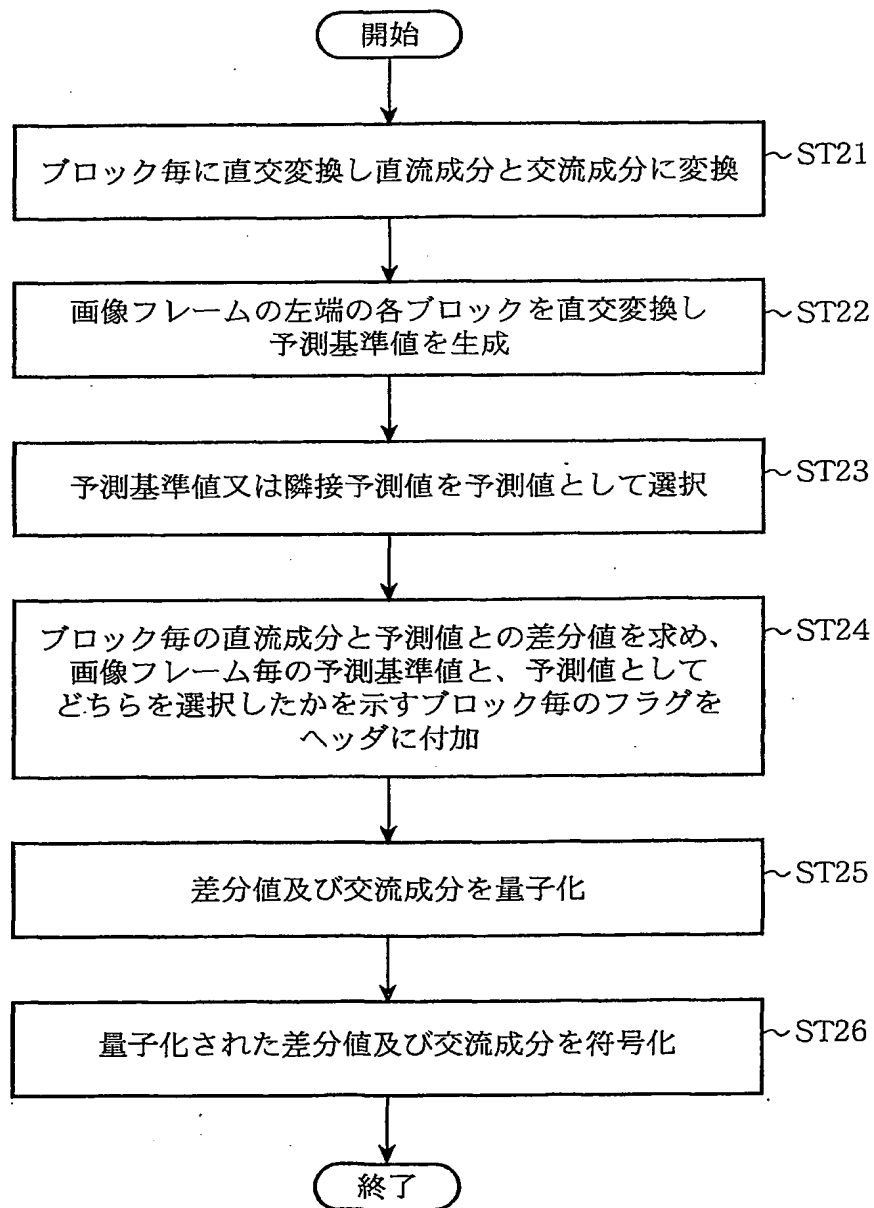 開始
ブロック毎に直交変換し直流成分と交流成分に変換
~ST21
画像フレームの左端の各ブロックを直交変換し
予測基準値を生成
~ST22
予測基準値又は隣接予測値を予測値として選択
~ST23
ブロック毎の直流成分と予測値との差分値を求め、
画像フレーム毎の予測基準値と、予測値として
どちらを選択したかを示すブロック毎のフラグを
ヘッダに付加
~ST24
差分値及び交流成分を量子化
~ST25
量子化された差分値及び交流成分を符号化
~ST26
終了